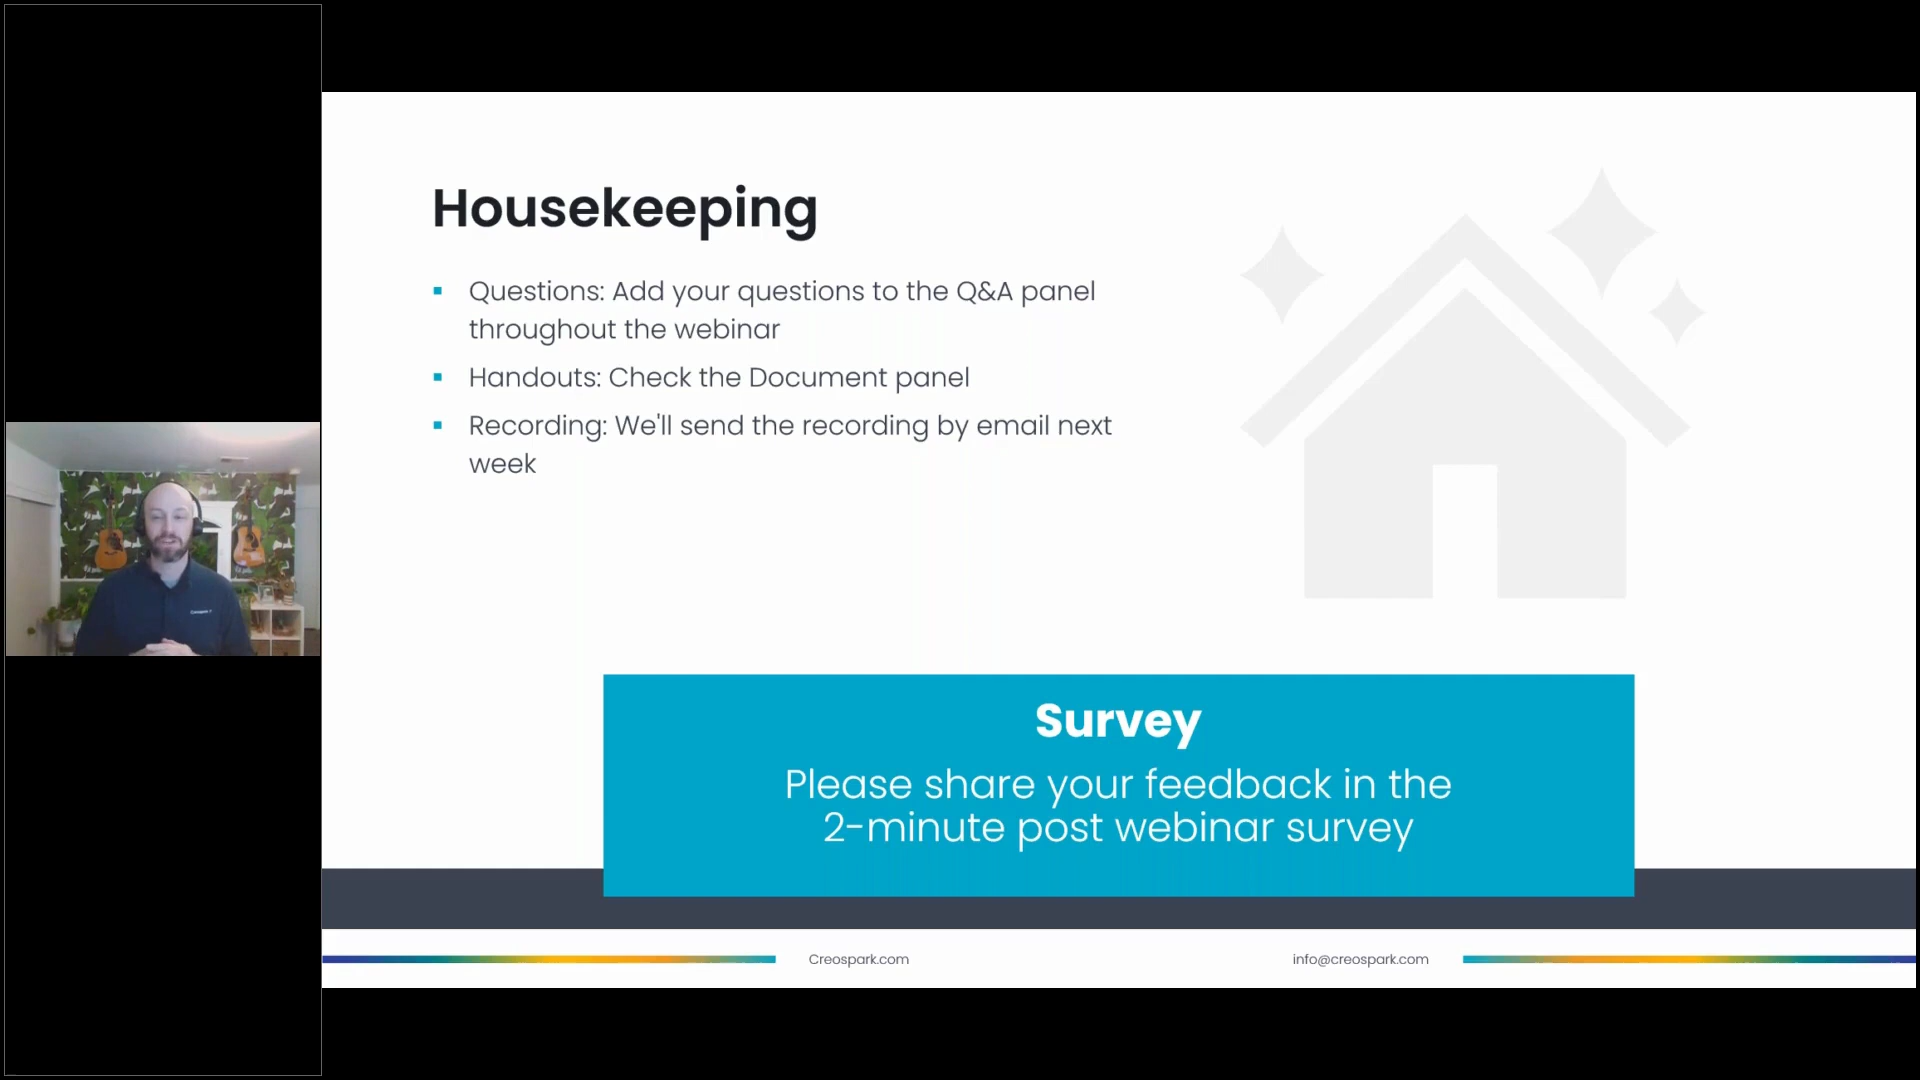 Housekeeping
▪ Questions: Add your questions to the Q&A panel
throughout the webinar
▪ Handouts: Check the Document panel
▪ Recording: We'll send the recording by email next
week
Survey
Please share your feedback in the
2-minute post webinar survey
Creospark.com
info@creospark.com